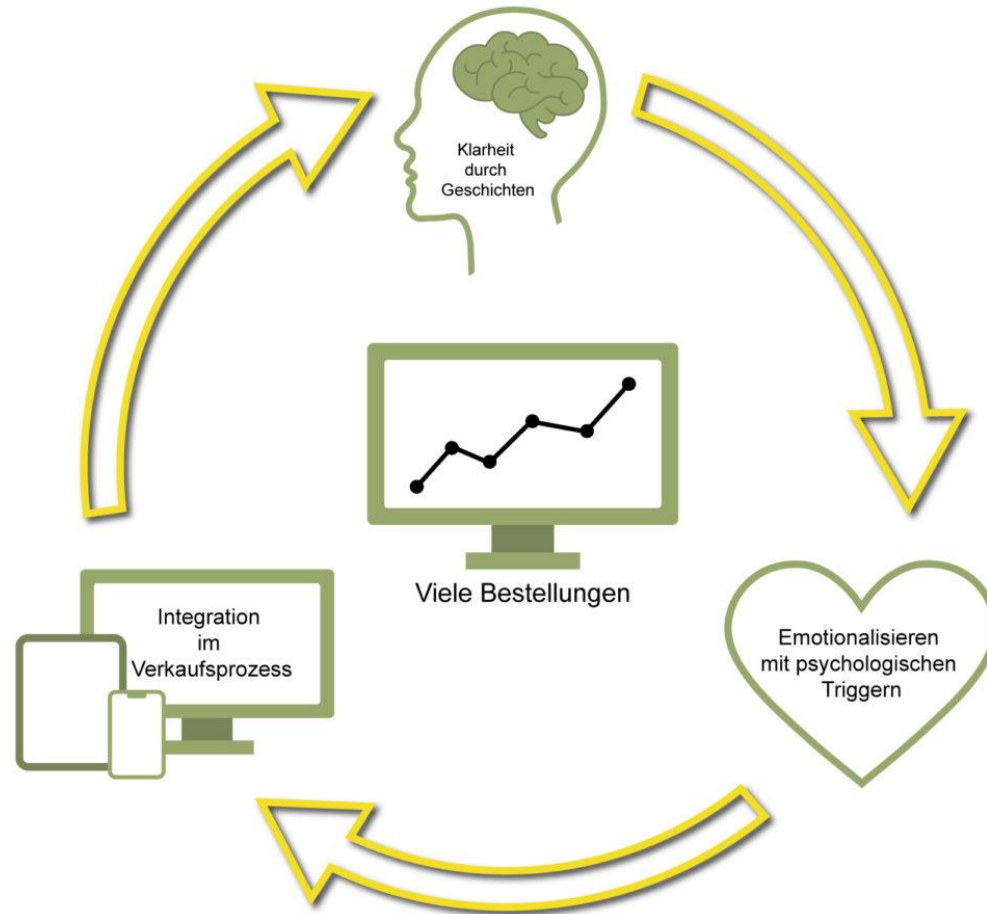 Klarheit
durch
Geschichten
Viele Bestellungen
Integration
im
Verkaufsprozess
Emotionalisieren
mit psychologischen
Triggern